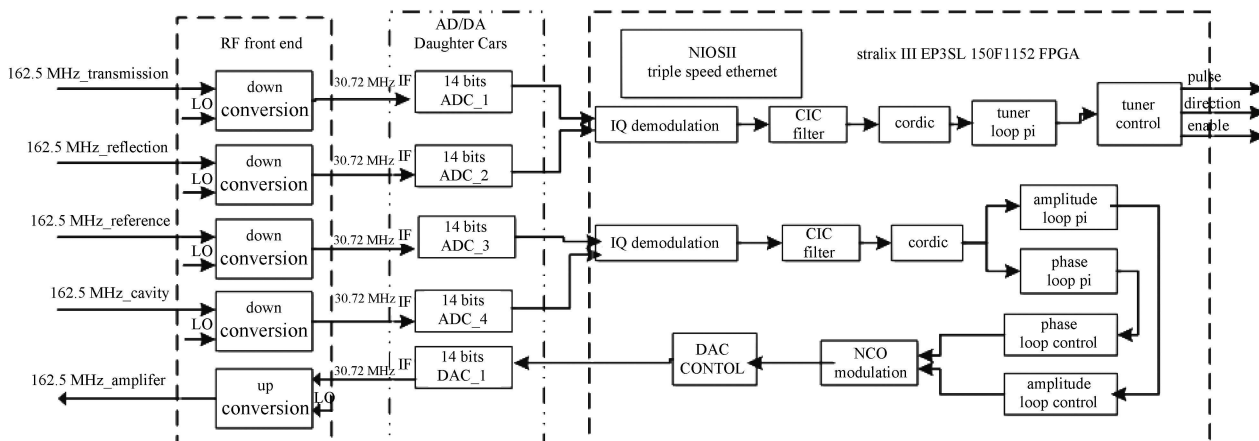 RF front end
AD/DA
Daughter Cars
NIOSII
triple speed ethernet
stralix III EP3SL 150F1152 FPGA
162.5 MHz_transmission
LO
down
conversion
30.72 MHz
IF
14 bits
ADC_1
IQ demodulation
CIC
filter
cordic
tuner
loop pi
tuner
control
pulse
direction
enable
162.5 MHz_reflection
LO
down
conversion
30.72 MHz
IF
14 bits
ADC_2
162.5 MHz_reference
LO
down
conversion
30.72 MHz
IF
14 bits
ADC_3
IQ demodulation
CIC
filter
cordic
amplitude
loop pi
phase
loop pi
162.5 MHz_cavity
LO
down
conversion
30.72 MHz
IF
14 bits
ADC_4
phase
loop control
amplitude
loop control
NCO
modulation
DAC
CONTOL
14 bits
DAC_1
IF
30.72 MHz
up
conversion
LO
162.5 MHz_amplifer